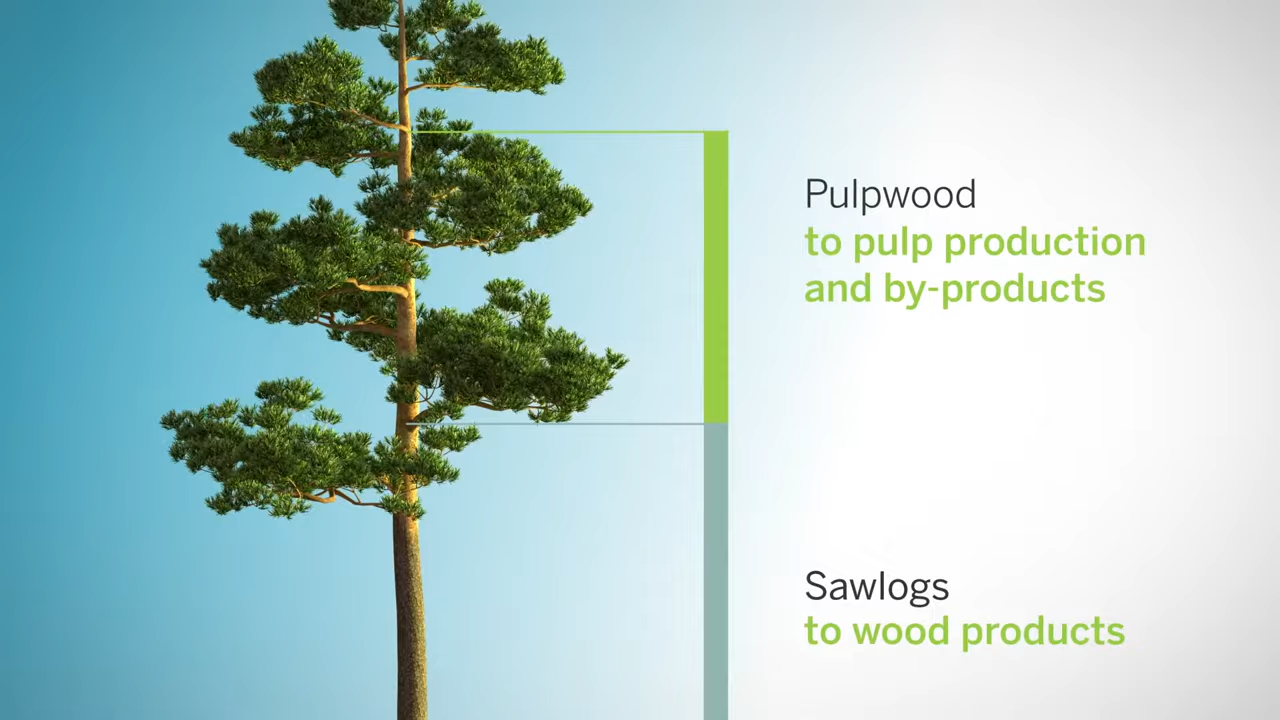 Pulpwood
to pulp production
and by-products
Sawlogs
to wood products